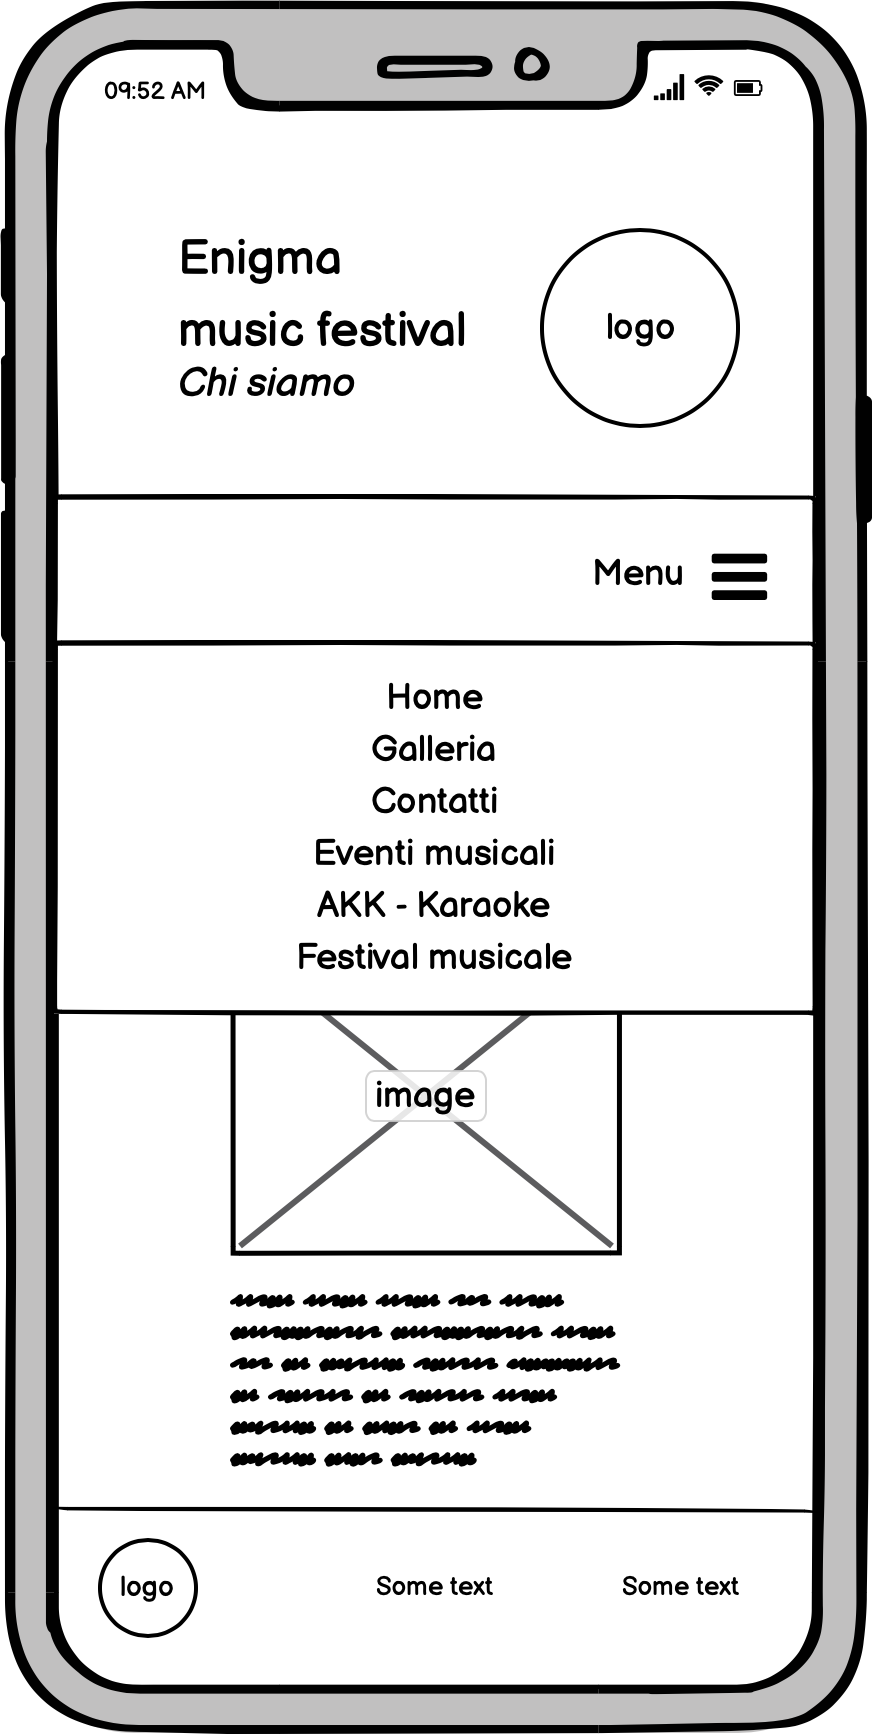 09:52 AM
Enigma
music festival
Chi siamo
logo
Menu
Home
Galleria
Contatti
Eventi musicali
AKK - Karaoke
Festival musicale
image
logo
Some text
Some text